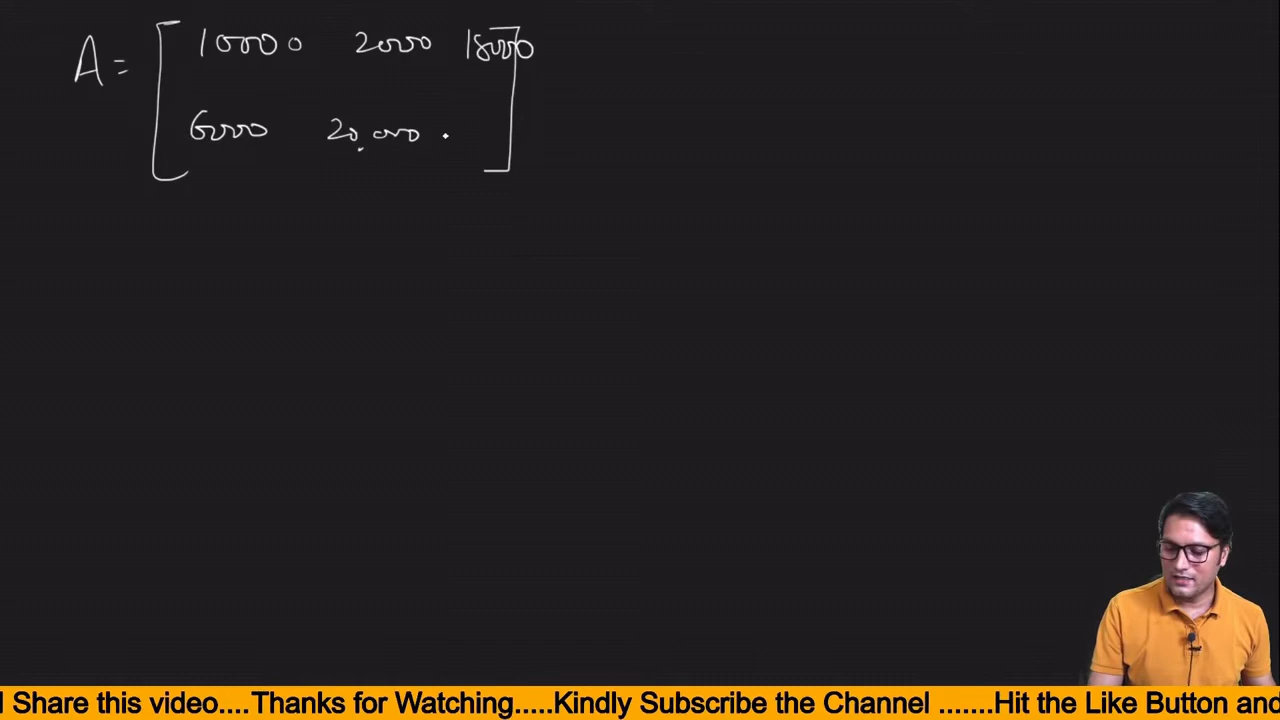 A = [ 10000 2000 18000
6000 20,000 . ]
l Share this video....Thanks for Watching.....Kindly Subscribe the Channel .......Hit the Like Button and